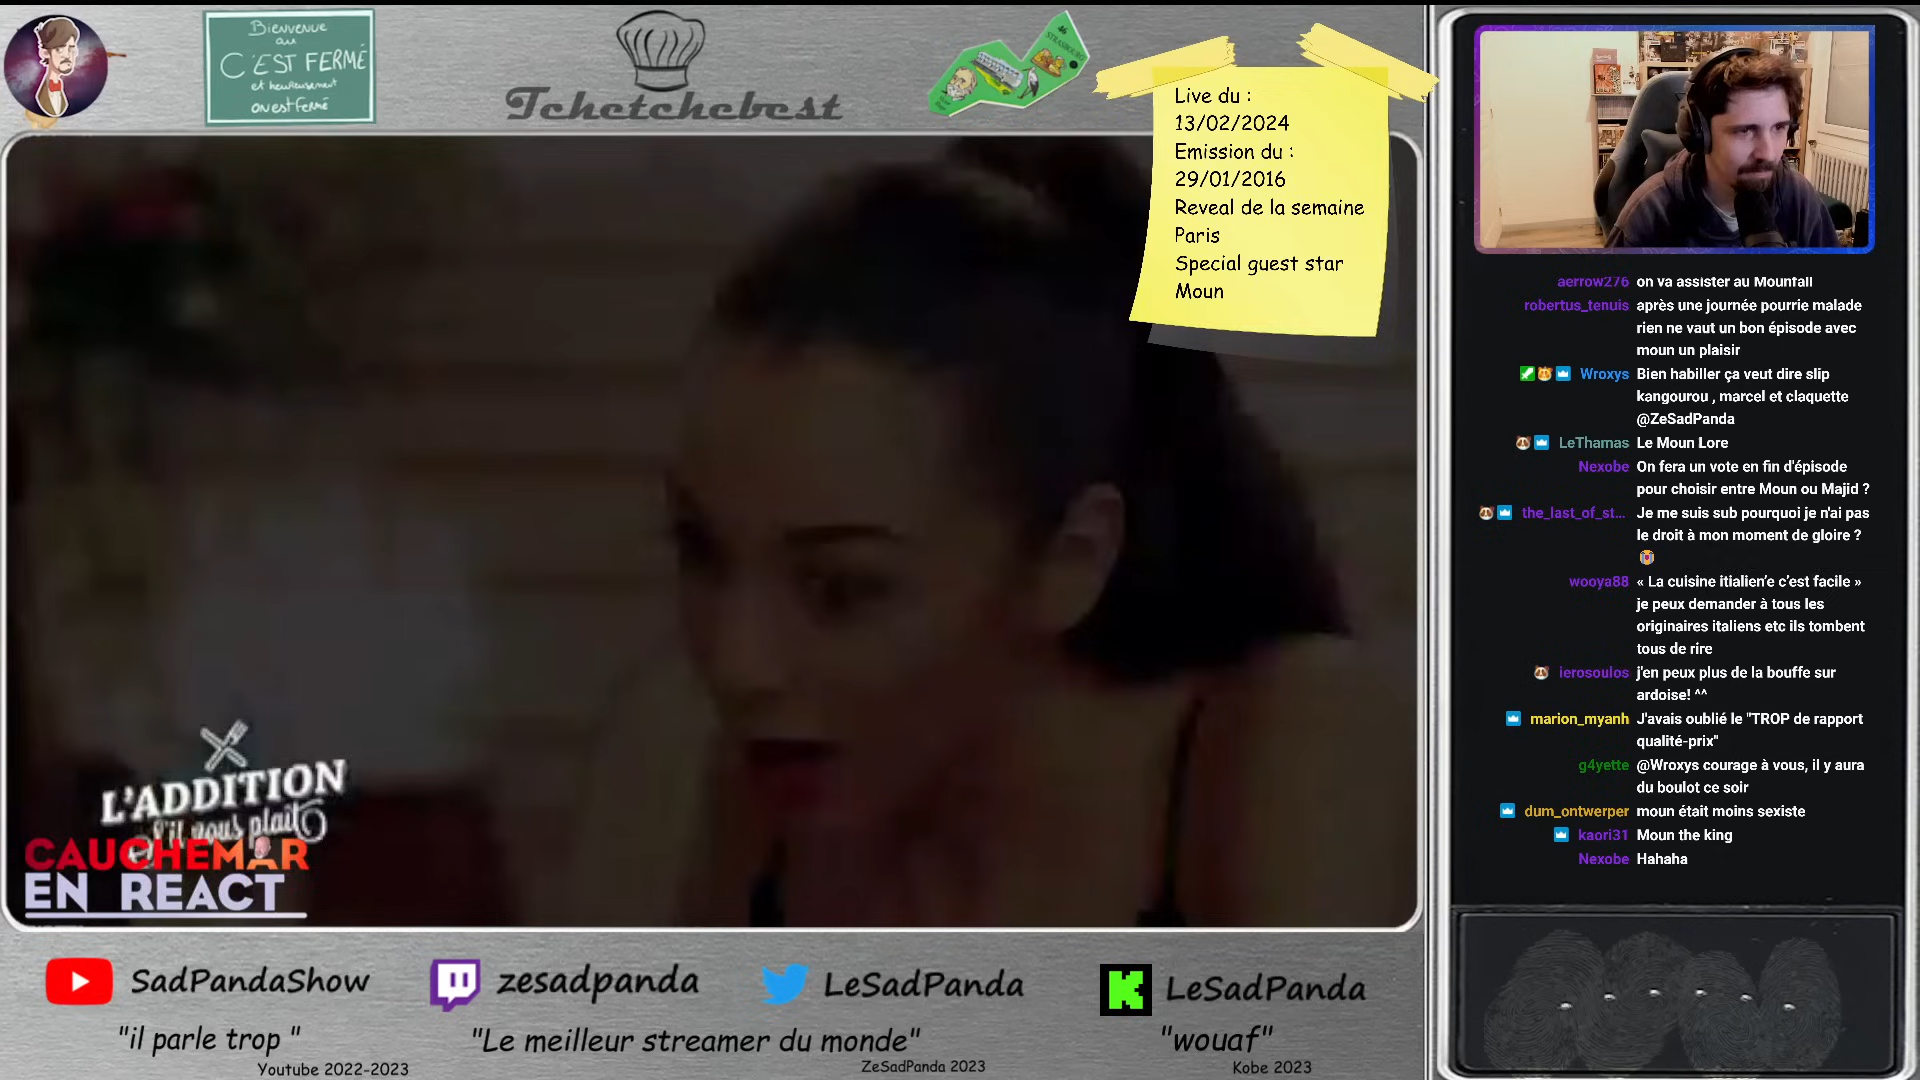 Bienvenue
au
C'EST FERMÉ
et heureusement
on est fermé
Tchetchebest
STRASBOURG
Live du :
13/02/2024
Emission du :
29/01/2016
Reveal de la semaine
Paris
Special guest star
Moun
L'ADDITION
s'il vous plaît
CAUCHEMAR
EN REACT
aerrow276 on va assister au Mounfall
robertus_tenuis après une journée pourrie malade
rien ne vaut un bon épisode avec
moun un plaisir
Wroxys Bien habiller ça veut dire slip
kangourou , marcel et claquette
@ZeSadPanda
LeThamas Le Moun Lore
Nexobe On fera un vote en fin d'épisode
pour choisir entre Moun ou Majid ?
the_last_of_st... Je me suis sub pourquoi je n'ai pas
le droit à mon moment de gloire ?
wooya88 « La cuisine itialien'e c'est facile »
je peux demander à tous les
originaires italiens etc ils tombent
tous de rire
ierosoulos j'en peux plus de la bouffe sur
ardoise! ^^
marion_myanh J'avais oublié le "TROP de rapport
qualité-prix"
g4yette @Wroxys courage à vous, il y aura
du boulot ce soir
dum_ontwerper moun était moins sexiste
kaori31 Moun the king
Nexobe Hahaha
SadPandaShow
"il parle trop "
Youtube 2022-2023
zesadpanda
"Le meilleur streamer du monde"
ZeSadPanda 2023
LeSadPanda
LeSadPanda
"wouaf"
Kobe 2023